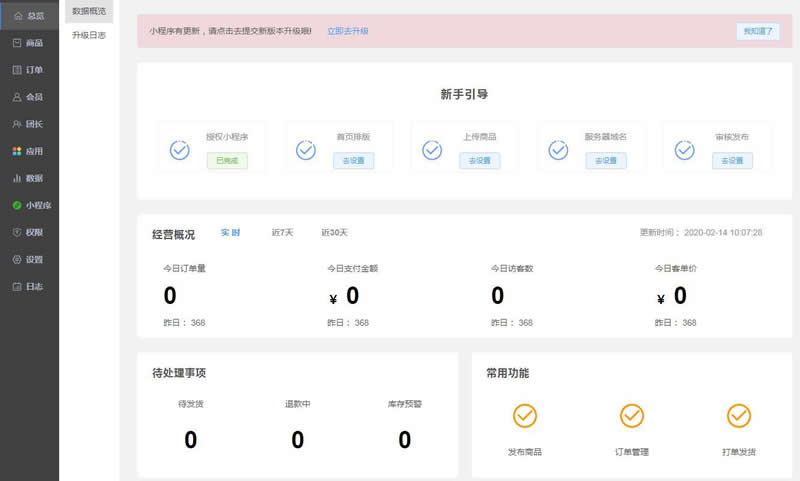 总览
商品
订单
会员
团长
应用
数据
小程序
权限
设置
日志
数据概览
升级日志
小程序有更新，请点击去提交新版本升级哦! 立即去升级 我知道了
新手引导
授权小程序 首页排版 上传商品 服务器域名 审核发布
已完成 去设置 去设置 去设置 去设置
经营概况 实时 近7天 近30天 更新时间： 2020-02-14 10:07:28
今日订单量 今日支付金额 今日访客数 今日客单价
0 ¥ 0 0 ¥ 0
昨日： 368 昨日： 368 昨日： 368 昨日： 368
待处理事项 常用功能
待发货 退款中 库存预警
0 0 0
发布商品 订单管理 打单发货